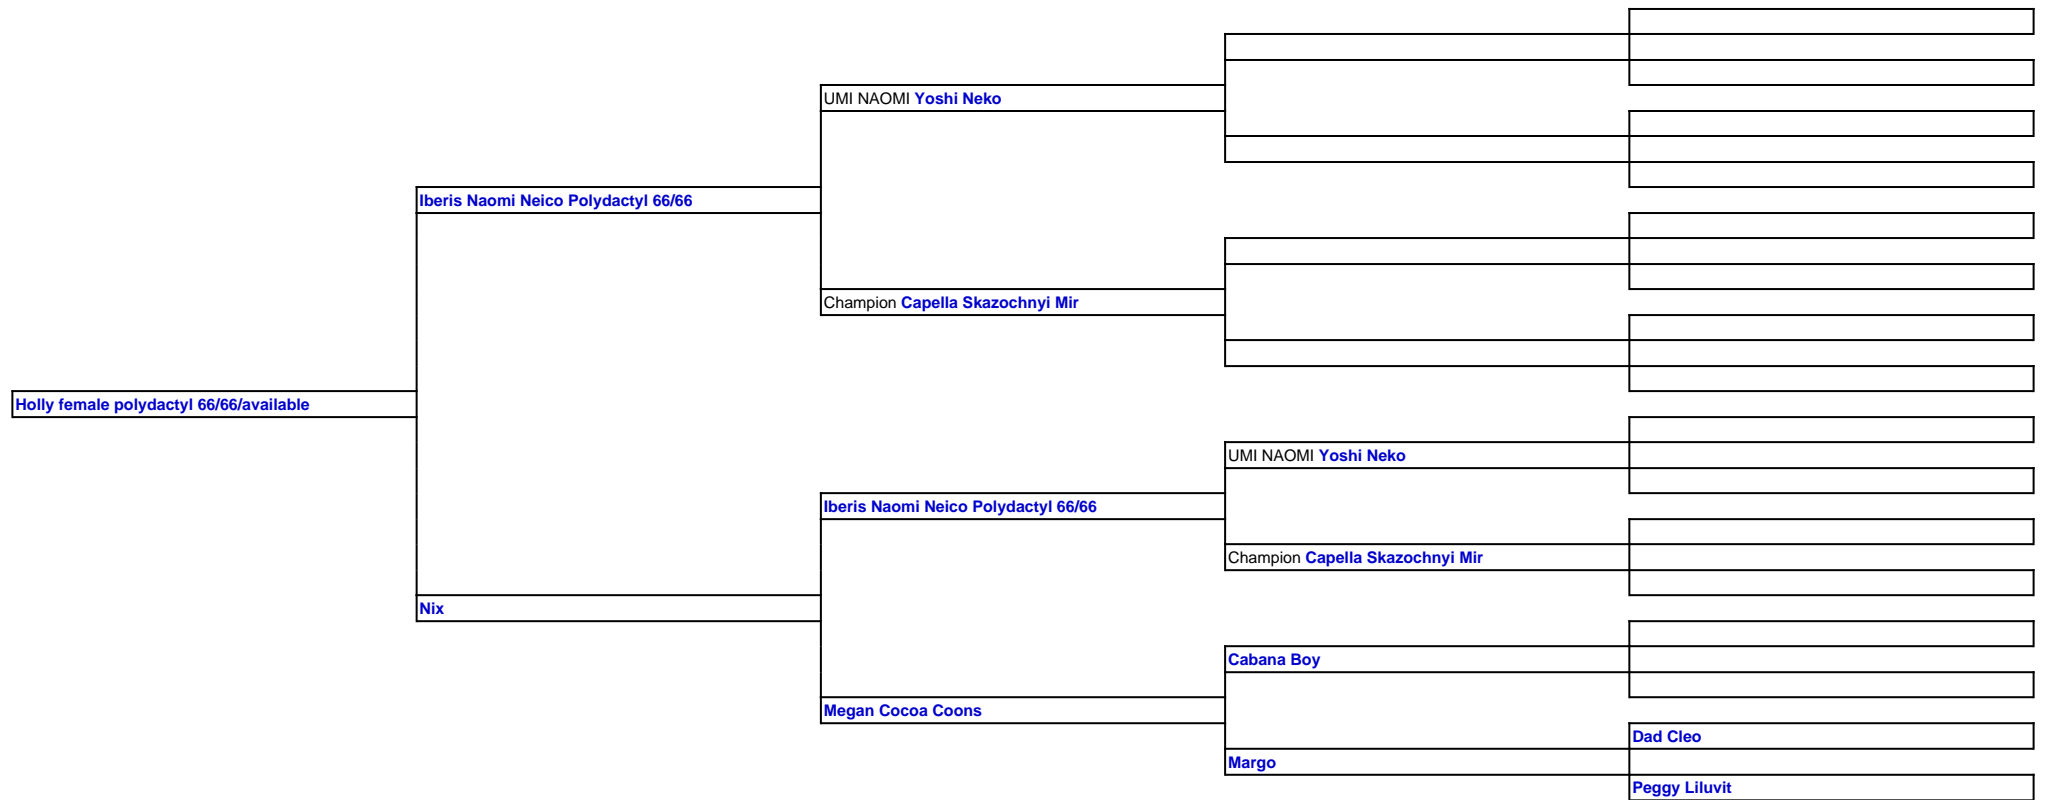 UMI NAOMI Yoshi Neko
Iberis Naomi Neico Polydactyl 66/66
Champion Capella Skazochnyi Mir
Holly female polydactyl 66/66/available
UMI NAOMI Yoshi Neko
Iberis Naomi Neico Polydactyl 66/66
Champion Capella Skazochnyi Mir
Nix
Cabana Boy
Megan Cocoa Coons
Dad Cleo
Margo
Peggy Liluvit